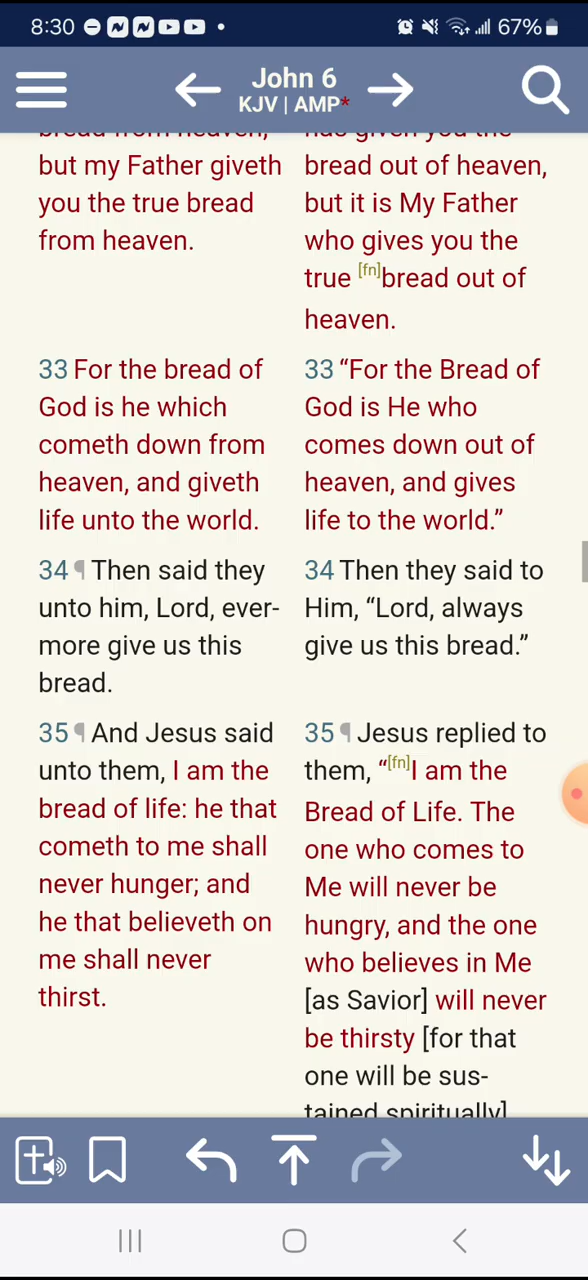 8:30
67%
John 6
KJV | AMP*
bread from heaven,
but my Father giveth
you the true bread
from heaven.
has given you the
bread out of heaven,
but it is My Father
who gives you the
true [fn]bread out of
heaven.
33 For the bread of
God is he which
cometh down from
heaven, and giveth
life unto the world.
33 “For the Bread of
God is He who
comes down out of
heaven, and gives
life to the world.”
34 ¶ Then said they
unto him, Lord, ever-
more give us this
bread.
34 Then they said to
Him, “Lord, always
give us this bread.”
35 ¶ And Jesus said
unto them, I am the
bread of life: he that
cometh to me shall
never hunger; and
he that believeth on
me shall never
thirst.
35 ¶ Jesus replied to
them, “[fn]I am the
Bread of Life. The
one who comes to
Me will never be
hungry, and the one
who believes in Me
[as Savior] will never
be thirsty [for that
one will be sus-
tained spiritually]